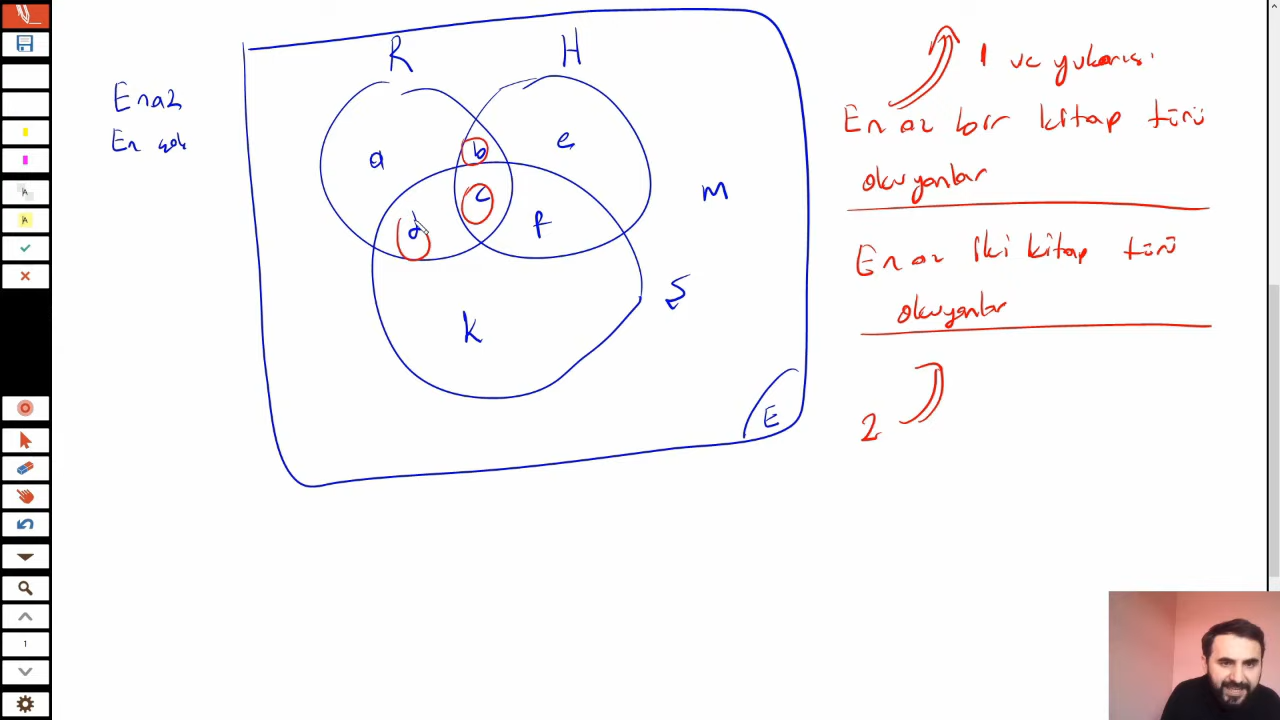 R
H
En az
En çok
a
b
e
c
d
f
m
k
Ş
E
1 ve yukarısı.
En az bir kitap türü
okuyanlar
En az iki kitap türü
okuyanlar
2
1